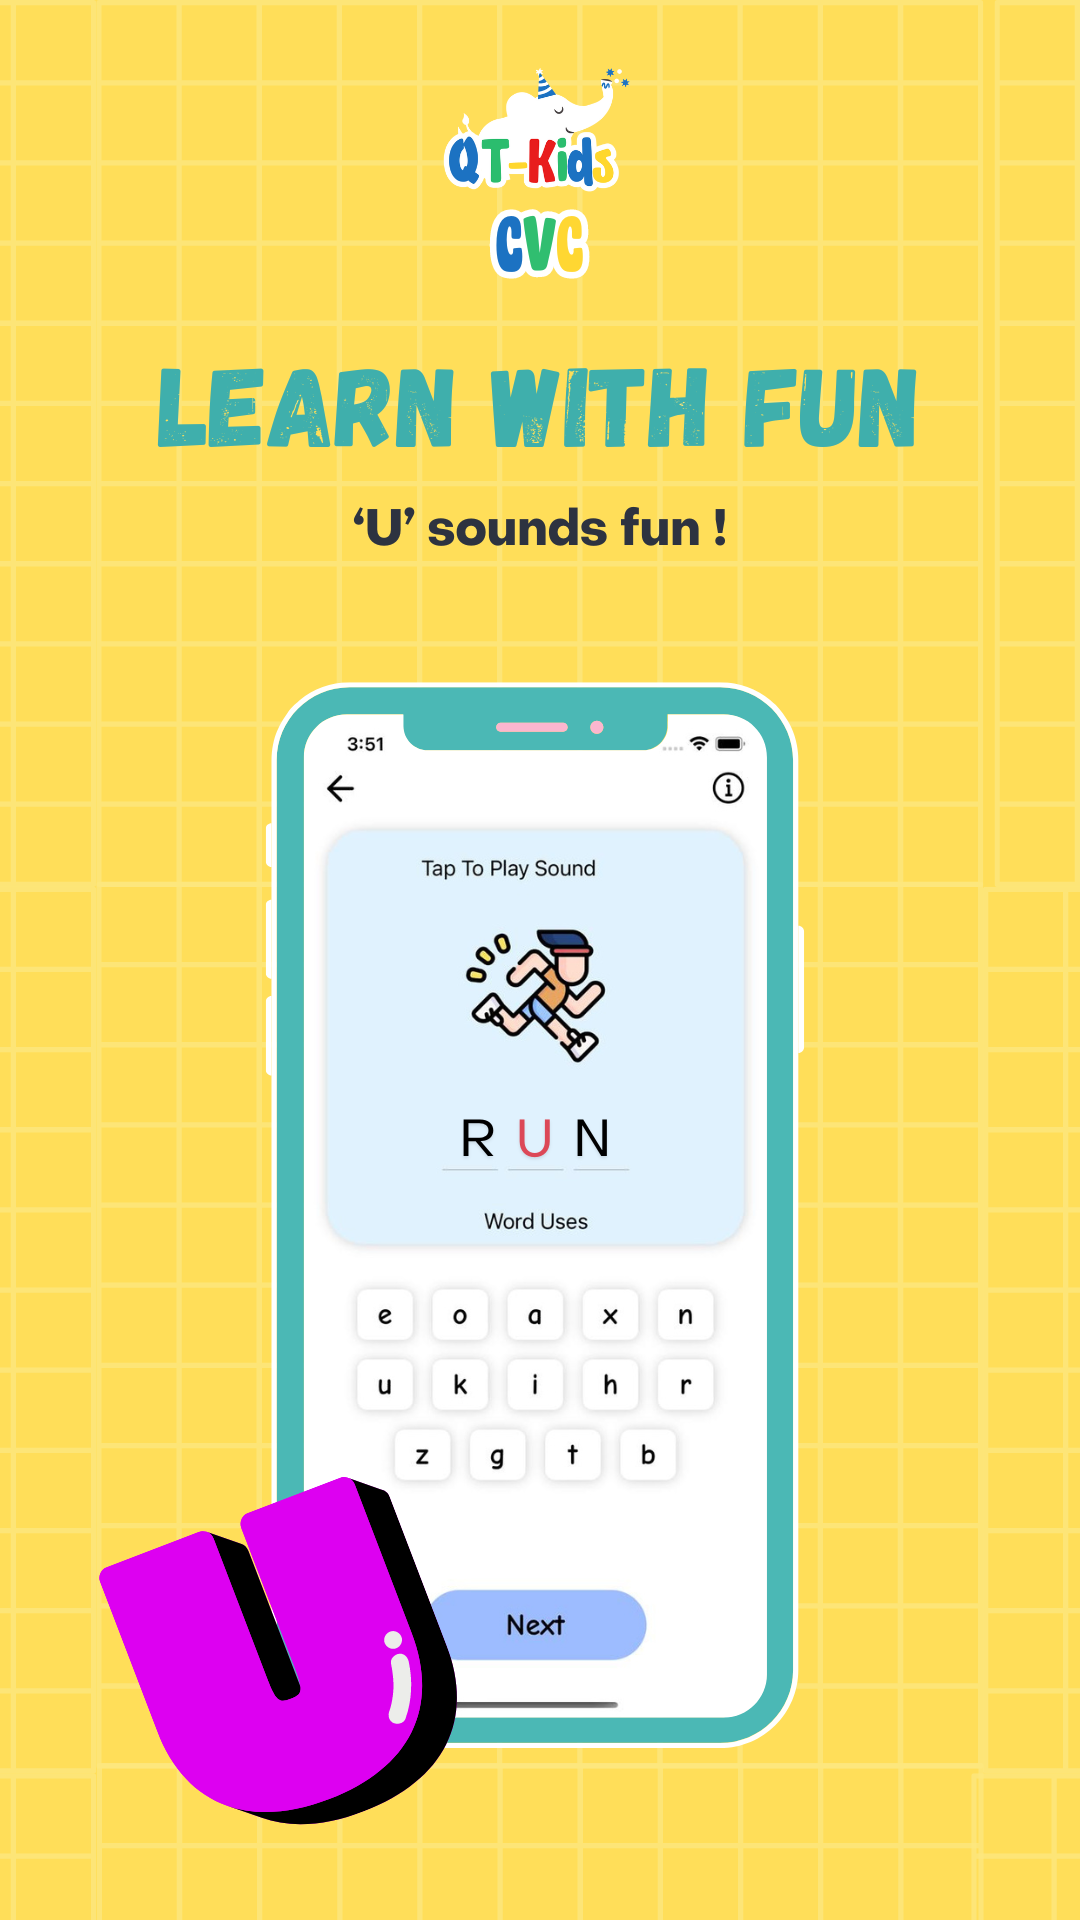 QT-Kids
CVC
LEARN WITH FUN
‘U’ sounds fun !
3:51
Tap To Play Sound
R U N
Word Uses
e o a x n
u k i h r
z g t b
Next
U